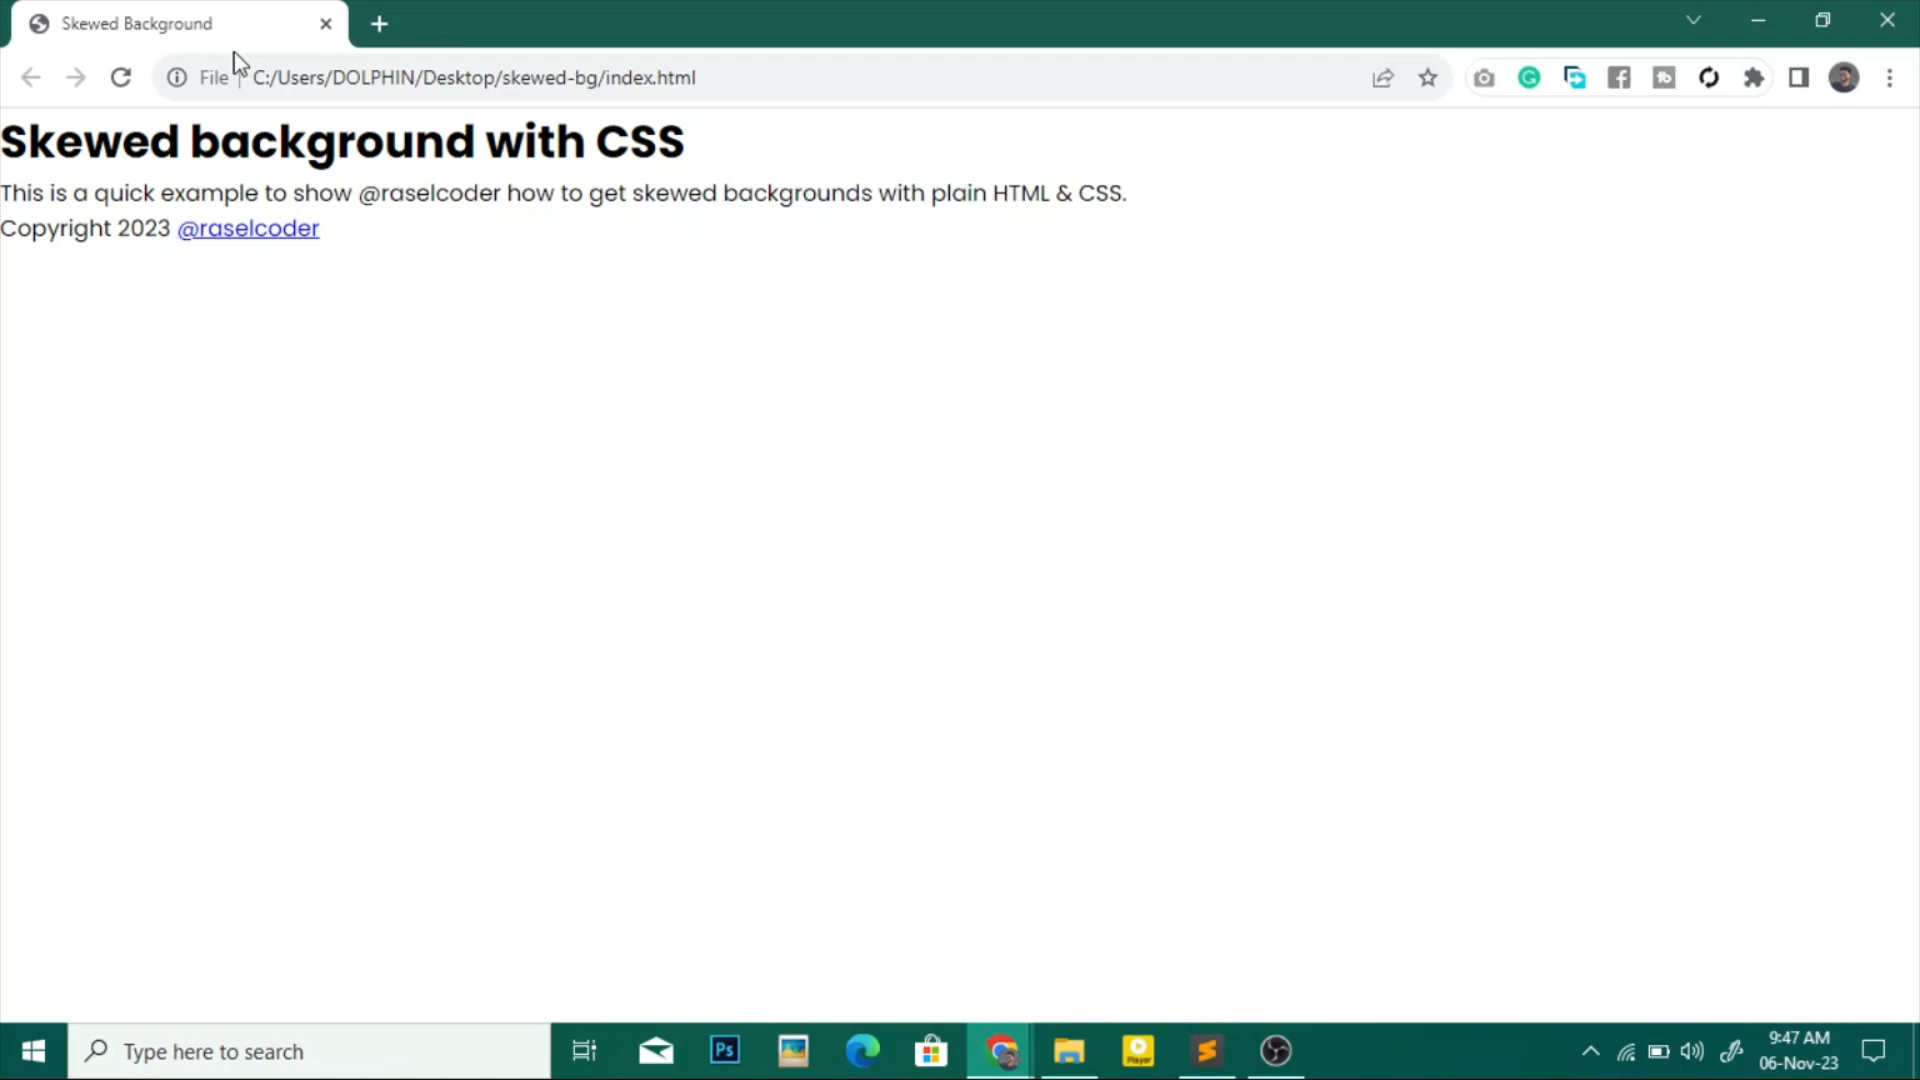 Skewed Background
File C:/Users/DOLPHIN/Desktop/skewed-bg/index.html
Skewed background with CSS
This is a quick example to show @raselcoder how to get skewed backgrounds with plain HTML & CSS.
Copyright 2023 @raselcoder
Type here to search
Ps
Player
9:47 AM
06-Nov-23